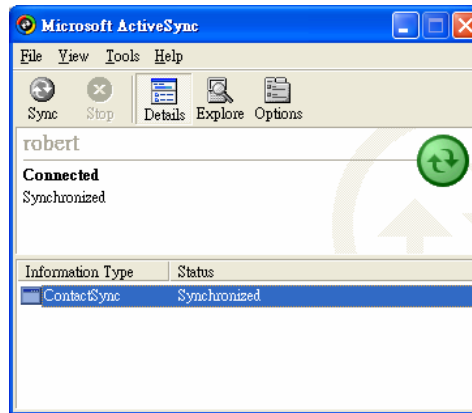 Microsoft ActiveSync
File View Tools Help
Sync Stop Details Explore Options
robert
Connected
Synchronized
Information Type Status
ContactSync Synchronized